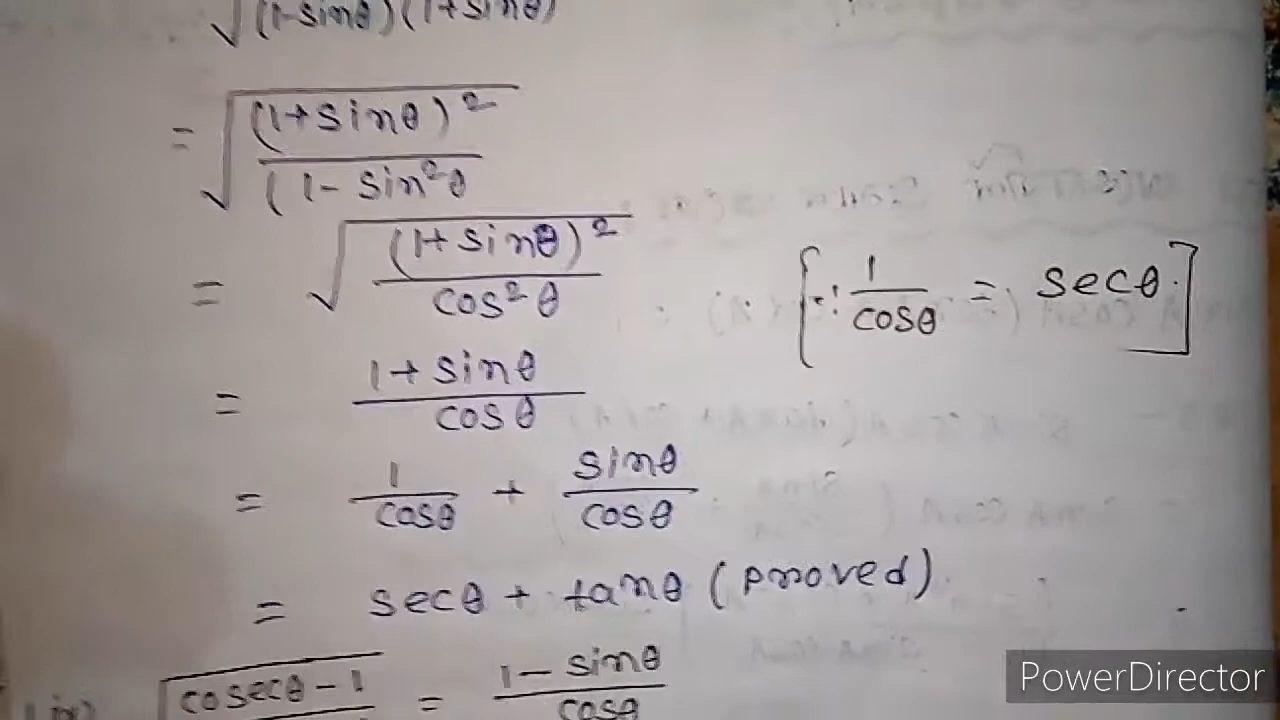 √(1-sinθ)(1+sinθ)
= √(1+sinθ)² / (1-sin²θ
= √(1+sinθ)² / cos²θ
[∵ 1/cosθ = secθ]
= 1+sinθ / cosθ
= 1/cosθ + sinθ/cosθ
= secθ + tanθ (proved)
√cosecθ-1 = 1-sinθ / cosθ
PowerDirector